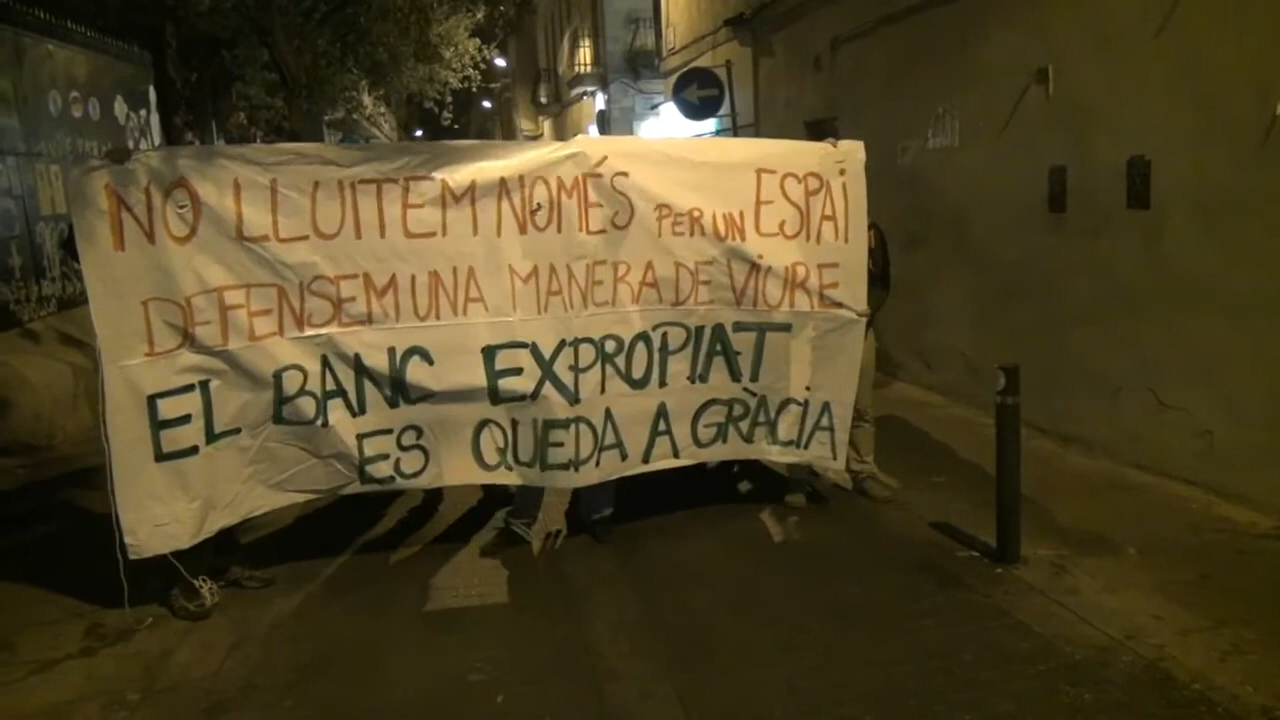 NO LLUITEM NOMÉS PER UN ESPAi
DEFENSEM UNA MANERA DE ViURE
EL BANC EXPROPIAT
ES QUEDA A GRÀCiA